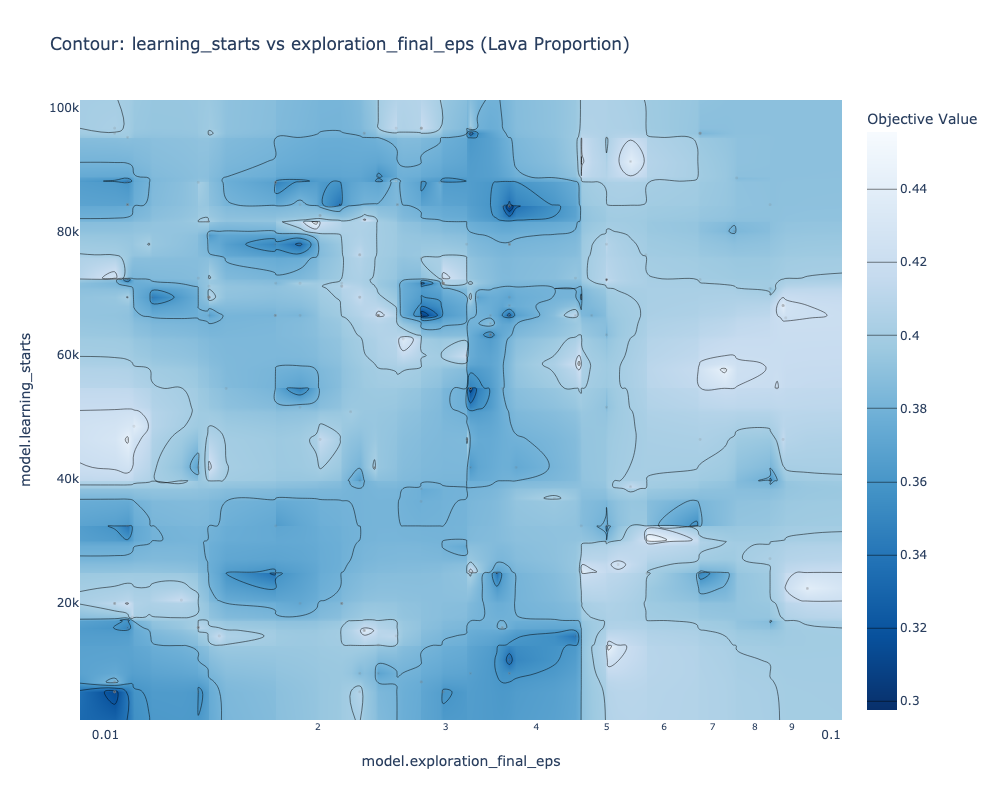 Contour: learning_starts vs exploration_final_eps (Lava Proportion)
Objective Value
100k
80k
60k
40k
20k
model.learning_starts
0.01
2
3
4
5
6
7
8
9
0.1
model.exploration_final_eps
0.44
0.42
0.4
0.38
0.36
0.34
0.32
0.3